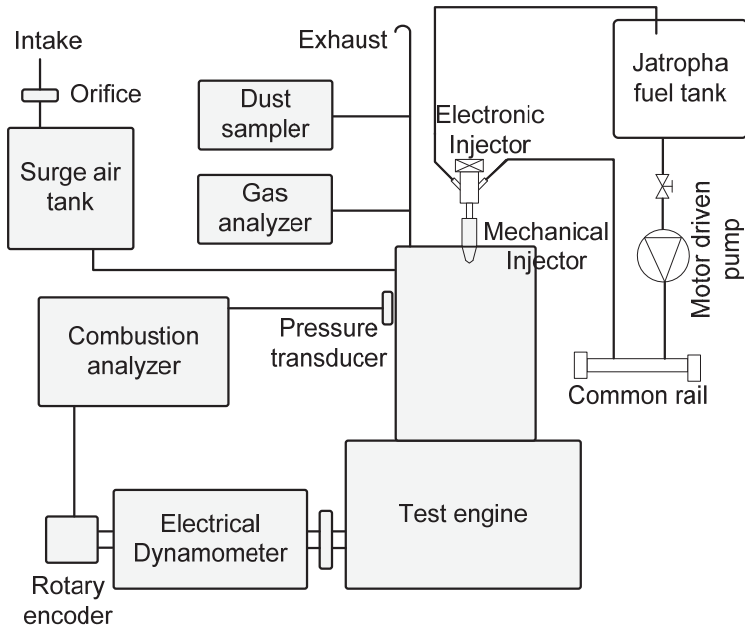 Intake
Orifice
Surge air
tank
Exhaust
Dust
sampler
Gas
analyzer
Electronic
Injector
Mechanical
Injector
Jatropha
fuel tank
Motor driven
pump
Common rail
Pressure
transducer
Combustion
analyzer
Test engine
Electrical
Dynamometer
Rotary
encoder